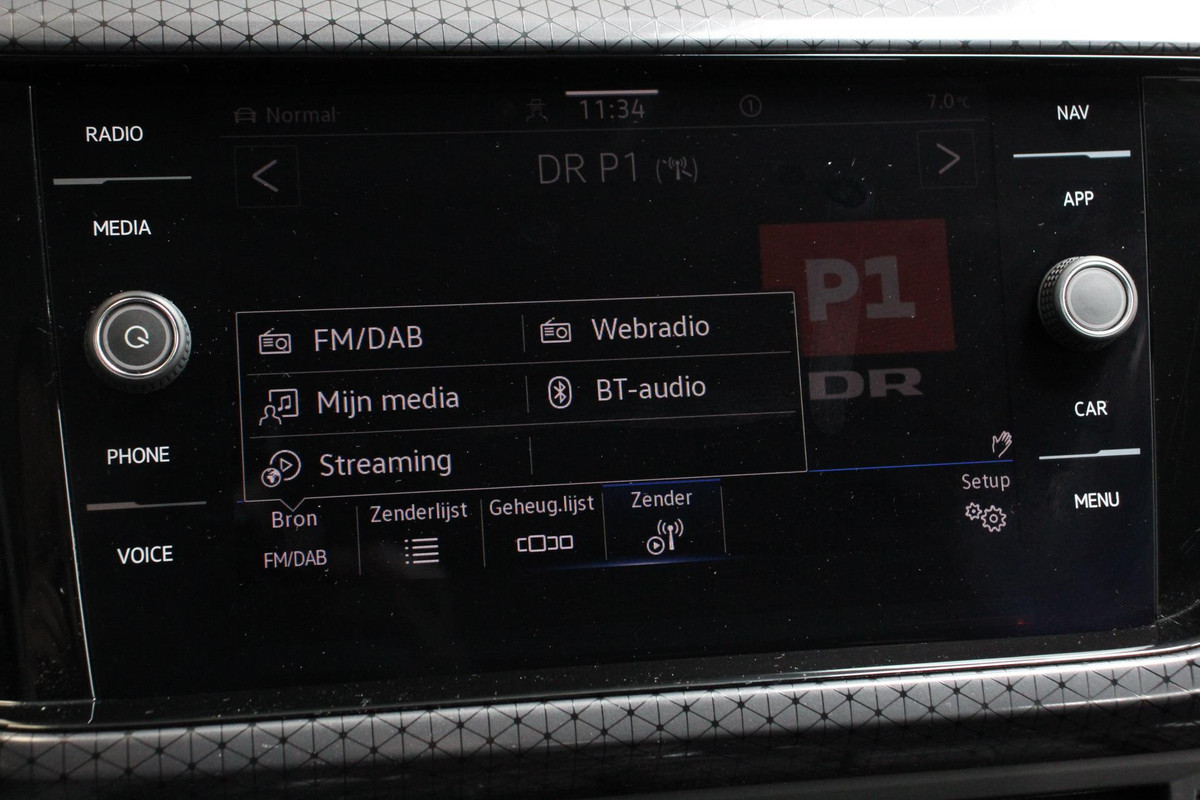 RADIO
MEDIA
PHONE
VOICE
Normal
11:34
1
7.0°C
DR P1
P1
DR
FM/DAB
Webradio
Mijn media
BT-audio
Streaming
Bron
FM/DAB
Zenderlijst
Geheug.lijst
Zender
Setup
NAV
APP
CAR
MENU